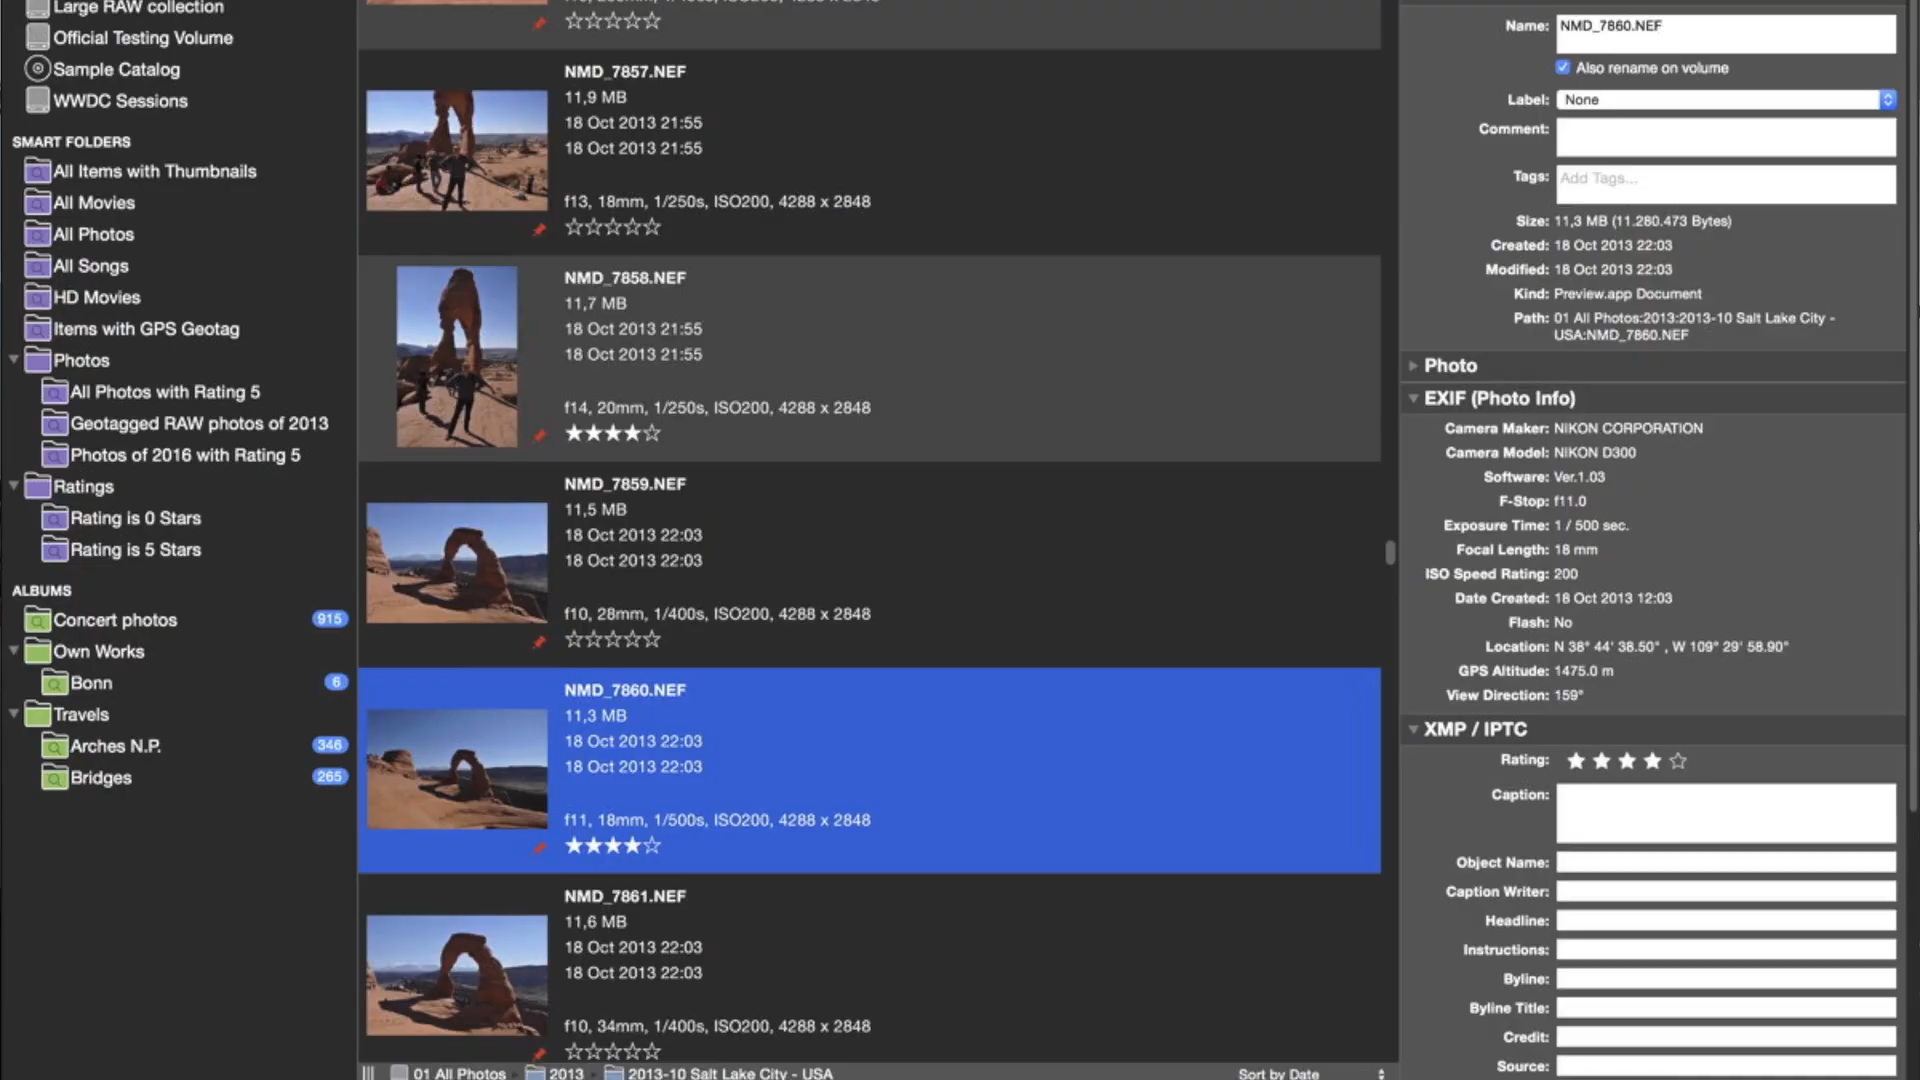 Large RAW collection
Official Testing Volume
Sample Catalog
WWDC Sessions
SMART FOLDERS
All Items with Thumbnails
All Movies
All Photos
All Songs
HD Movies
Items with GPS Geotag
Photos
All Photos with Rating 5
Geotagged RAW photos of 2013
Photos of 2016 with Rating 5
Ratings
Rating is 0 Stars
Rating is 5 Stars
ALBUMS
Concert photos 915
Own Works
Bonn 6
Travels
Arches N.P. 346
Bridges 265
NMD_7857.NEF
11,9 MB
18 Oct 2013 21:55
18 Oct 2013 21:55
f13, 18mm, 1/250s, ISO200, 4288 x 2848
NMD_7858.NEF
11,7 MB
18 Oct 2013 21:55
18 Oct 2013 21:55
f14, 20mm, 1/250s, ISO200, 4288 x 2848
NMD_7859.NEF
11,5 MB
18 Oct 2013 22:03
18 Oct 2013 22:03
f10, 28mm, 1/400s, ISO200, 4288 x 2848
NMD_7860.NEF
11,3 MB
18 Oct 2013 22:03
18 Oct 2013 22:03
f11, 18mm, 1/500s, ISO200, 4288 x 2848
NMD_7861.NEF
11,6 MB
18 Oct 2013 22:03
18 Oct 2013 22:03
f10, 34mm, 1/400s, ISO200, 4288 x 2848
01 All Photos 2013 2013-10 Salt Lake City - USA Sort by Date
Name: NMD_7860.NEF
Also rename on volume
Label: None
Comment:
Tags: Add Tags...
Size: 11,3 MB (11.280.473 Bytes)
Created: 18 Oct 2013 22:03
Modified: 18 Oct 2013 22:03
Kind: Preview.app Document
Path: 01 All Photos:2013:2013-10 Salt Lake City -
USA:NMD_7860.NEF
Photo
EXIF (Photo Info)
Camera Maker: NIKON CORPORATION
Camera Model: NIKON D300
Software: Ver.1.03
F-Stop: f11.0
Exposure Time: 1 / 500 sec.
Focal Length: 18 mm
ISO Speed Rating: 200
Date Created: 18 Oct 2013 12:03
Flash: No
Location: N 38° 44' 38.50" , W 109° 29' 58.90"
GPS Altitude: 1475.0 m
View Direction: 159°
XMP / IPTC
Rating:
Caption:
Object Name:
Caption Writer:
Headline:
Instructions:
Byline:
Byline Title:
Credit:
Source: